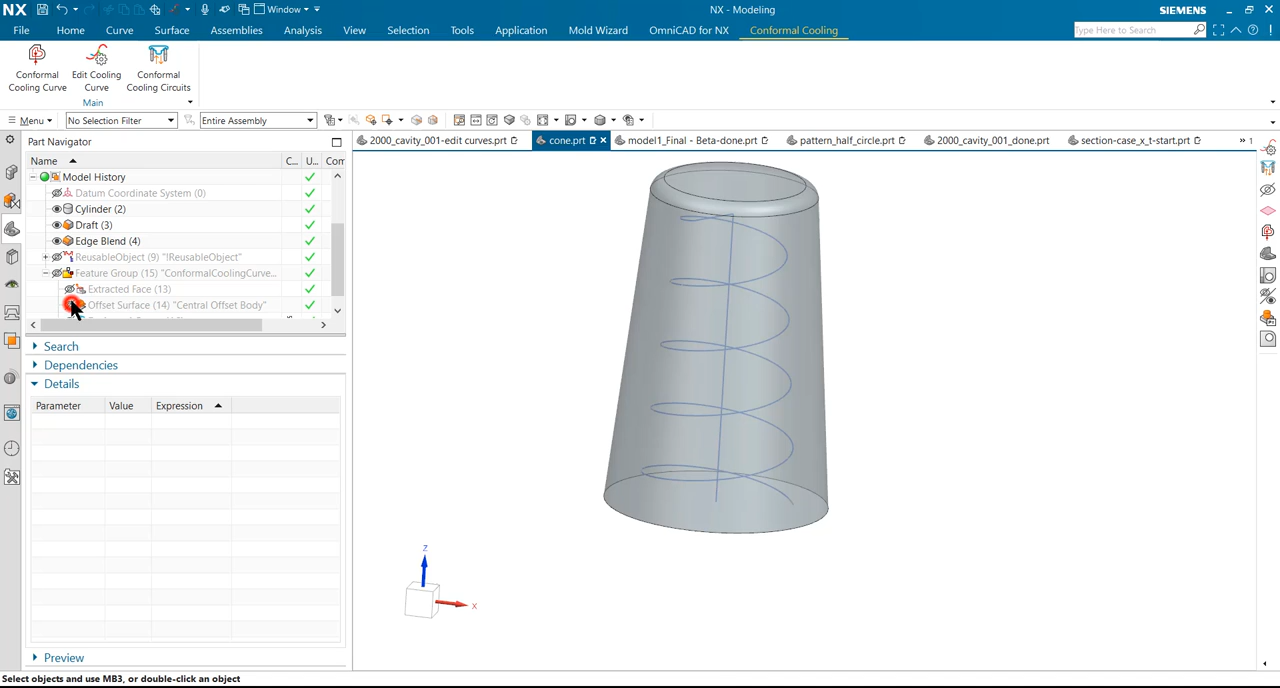 NX Window NX - Modeling SIEMENS
File Home Curve Surface Assemblies Analysis View Selection Tools Application Mold Wizard OmniCAD for NX Conformal Cooling Type Here to Search
Conformal Cooling Curve
Edit Cooling Curve
Conformal Cooling Circuits
Main
Menu No Selection Filter Entire Assembly
Part Navigator
2000_cavity_001-edit curves.prt cone.prt model1_Final - Beta-done.prt pattern_half_circle.prt 2000_cavity_001_done.prt section-case_x_t-start.prt 1
Name C... U... Com
Model History
Datum Coordinate System (0)
Cylinder (2)
Draft (3)
Edge Blend (4)
ReusableObject (9) "!ReusableObject"
Feature Group (15) "ConformalCoolingCurve...
Extracted Face (13)
Offset Surface (14) "Central Offset Body"
Search
Dependencies
Details
Parameter Value Expression
Preview
Z
X
Select objects and use MB3, or double-click an object